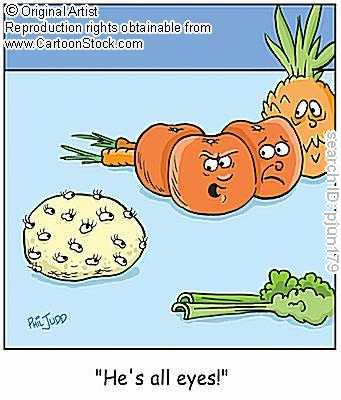 © Original Artist
Reproduction rights obtainable from
www.CartoonStock.com
search ID: pjun179
PHIL JUDD
"He's all eyes!"